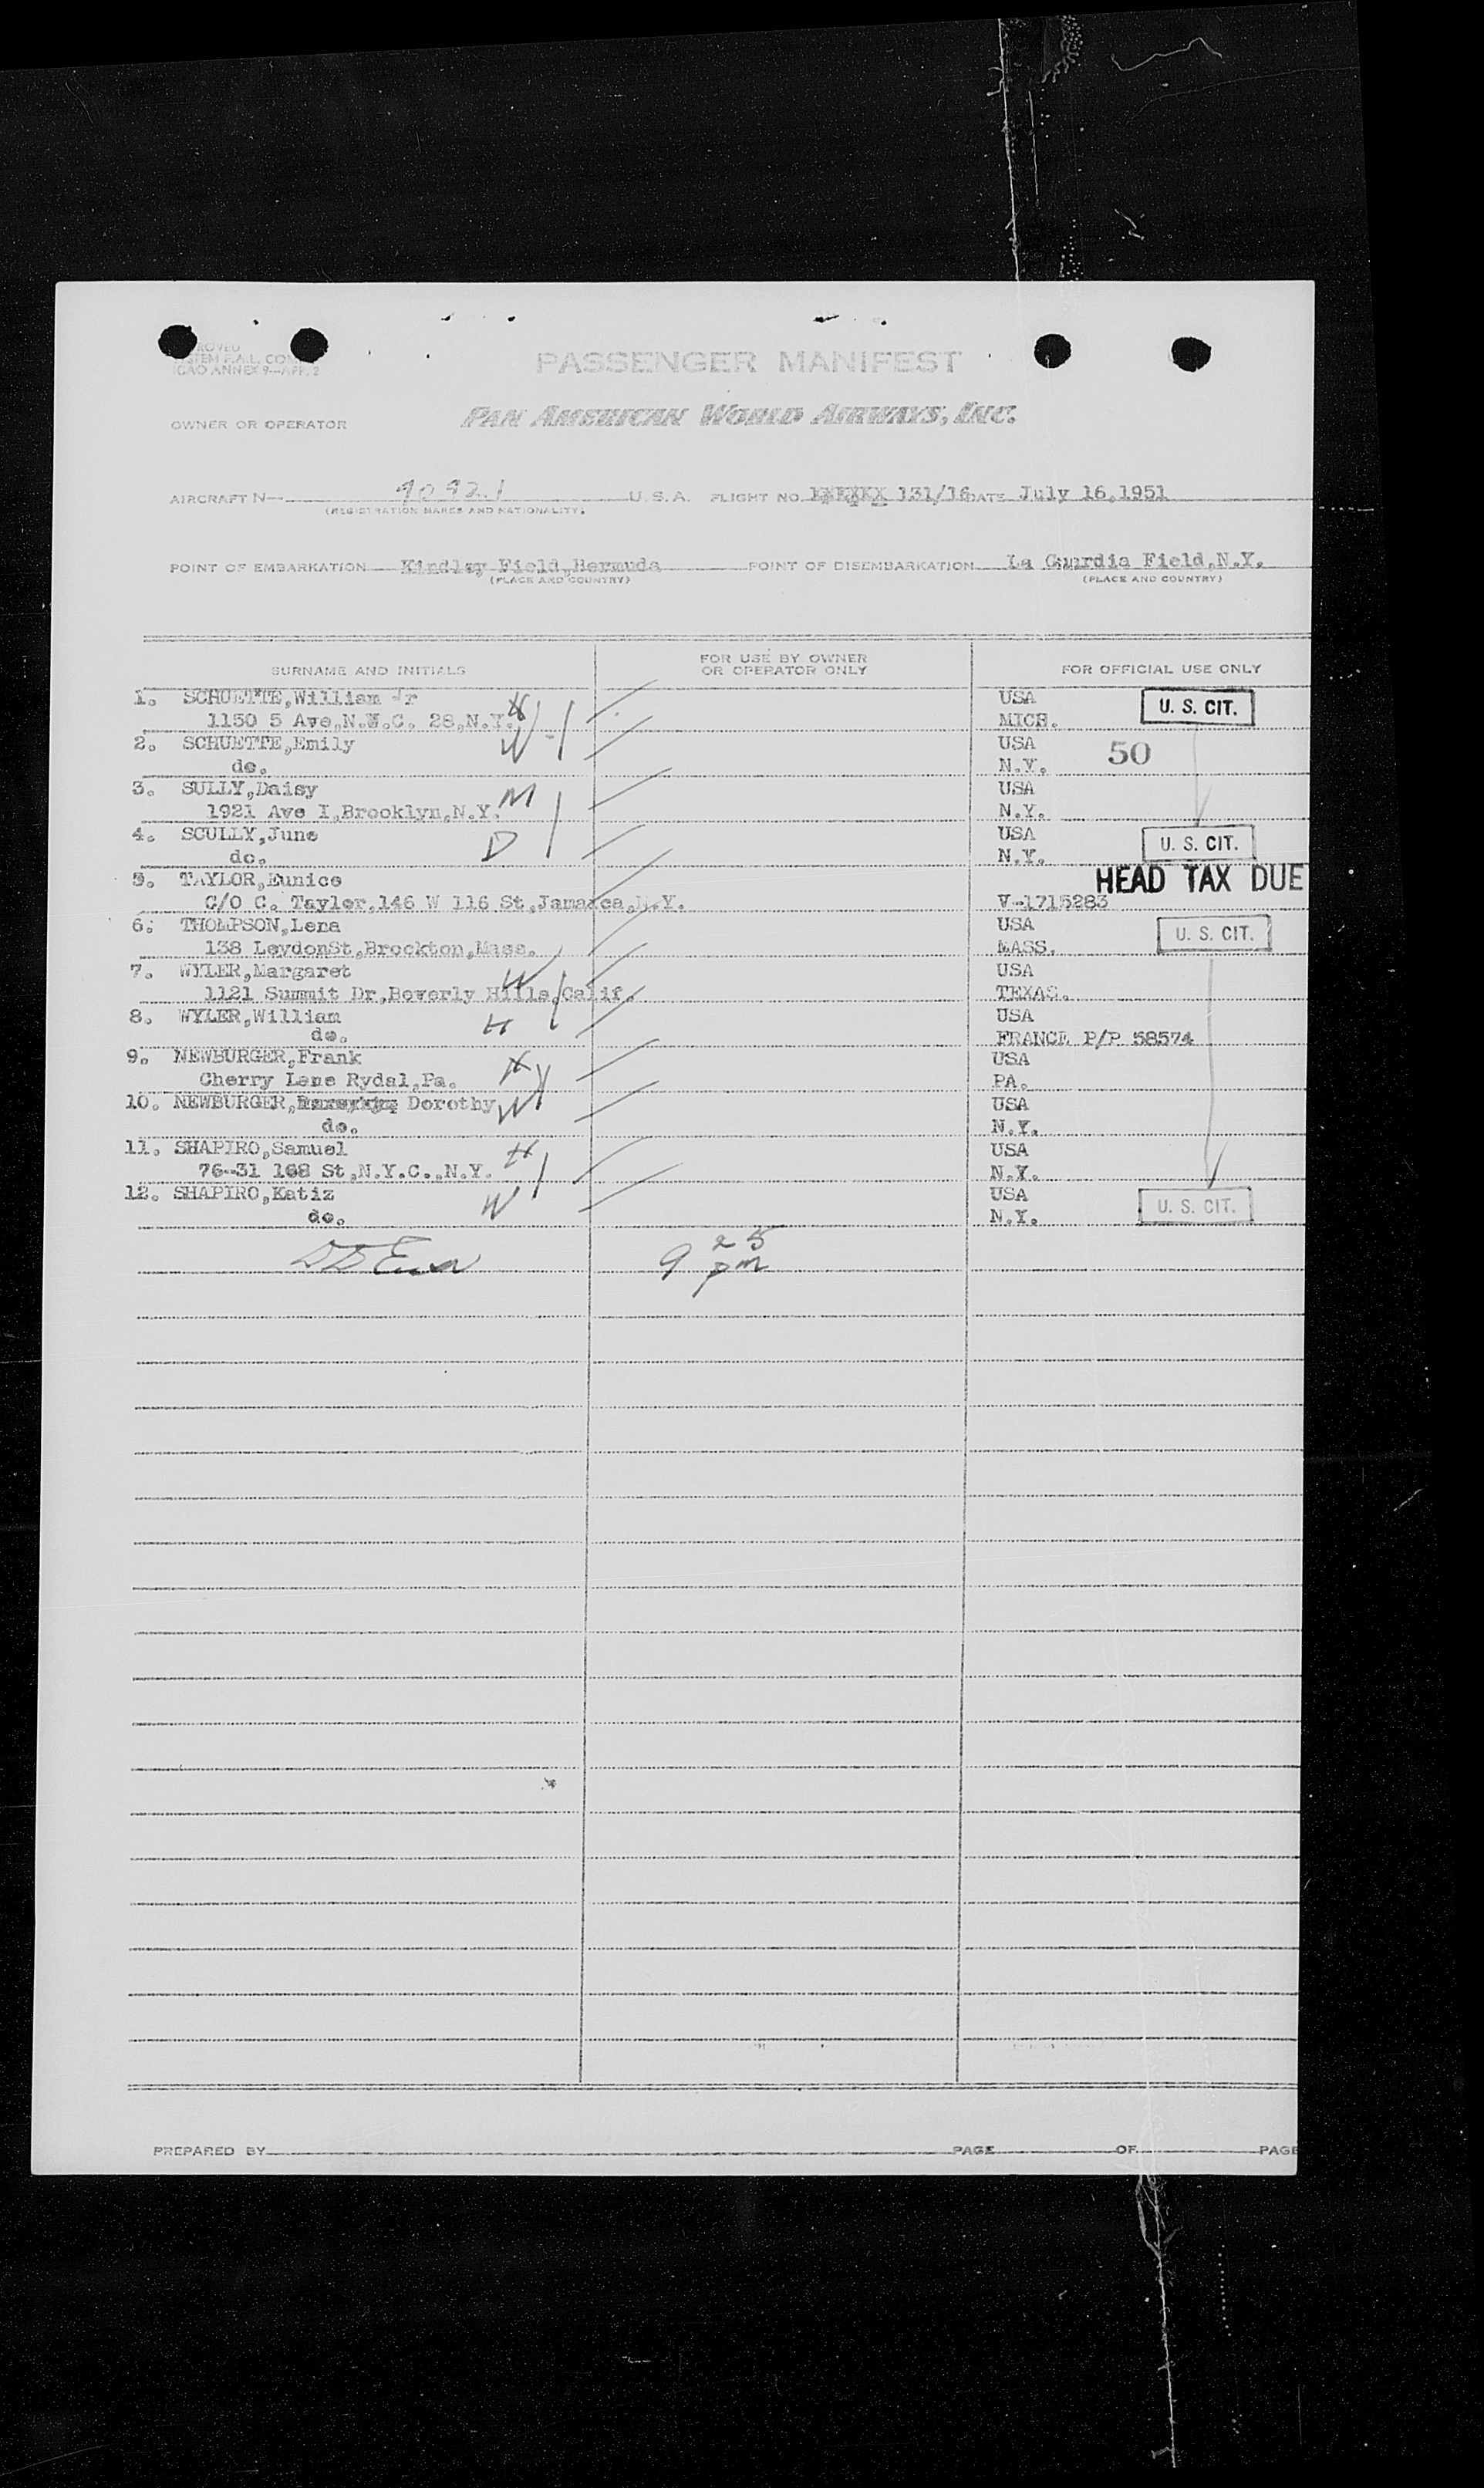 PASSENGER MANIFEST
SYSTEM F.A.L. COM
ICAO ANNEX 9—APP. 2
OWNER OR OPERATOR PAN AMERICAN WORLD AIRWAYS, INC.
AIRCRAFT N— 90921 U.S.A. FLIGHT NO. 131/16 DATE July 16,1951
(REGISTRATION MARKS AND NATIONALITY)
POINT OF EMBARKATION Kindley Field,Bermuda POINT OF DISEMBARKATION La Guardia Field,N.Y.
(PLACE AND COUNTRY) (PLACE AND COUNTRY)
SURNAME AND INITIALS FOR USE BY OWNER OR OPERATOR ONLY FOR OFFICIAL USE ONLY
1. SCHUETTE,William Jr USA U. S. CIT.
1150 5 Ave,N.W.C. 28,N.Y. H MICH.
2. SCHUETTE,Emily W USA 50
do. N.Y.
3. SULLY,Daisy M USA
1921 Ave I,Brooklyn,N.Y. N.Y.
4. SCULLY,June D USA U. S. CIT.
do. N.Y.
5. TAYLOR,Eunice HEAD TAX DUE
C/O C. Taylor,146 W 116 St,Jamaica,N.Y. V-1715283
6. THOMPSON,Lena USA U. S. CIT.
138 LeydonSt,Brockton,Mass. MASS.
7. WYLER,Margaret W USA
1121 Summit Dr,Beverly Hills,Calif. TEXAS.
8. WYLER,William H USA
do. FRANCE P/P 58574
9. NEWBURGER,Frank H USA
Cherry Lane Rydal,Pa. PA.
10. NEWBURGER, Dorothy W USA
do. N.Y.
11. SHAPIRO,Samuel H USA
76-31 168 St,N.Y.C.,N.Y. N.Y.
12. SHAPIRO,Katiz W USA U. S. CIT.
do. N.Y.
9 25 pm
PREPARED BY PAGE OF PAGE